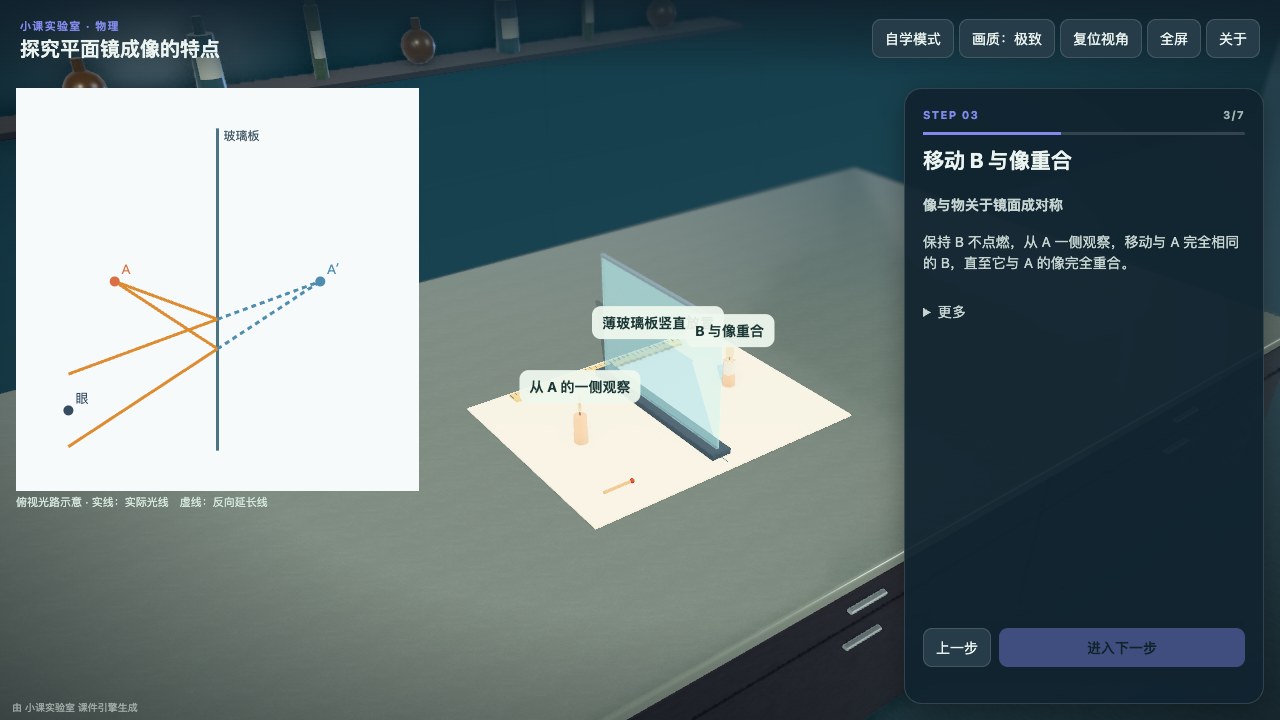 小课实验室 · 物理
探究平面镜成像的特点
自学模式
画质：极致
复位视角
全屏
关于
玻璃板
A
A′
眼
俯视光路示意 · 实线：实际光线 虚线：反向延长线
薄玻璃板竖直
B 与像重合
从 A 的一侧观察
STEP 03
3/7
移动 B 与像重合
像与物关于镜面成对称
保持 B 不点燃，从 A 一侧观察，移动与 A 完全相同
的 B，直至它与 A 的像完全重合。
▶ 更多
上一步
进入下一步
由 小课实验室 课件引擎生成